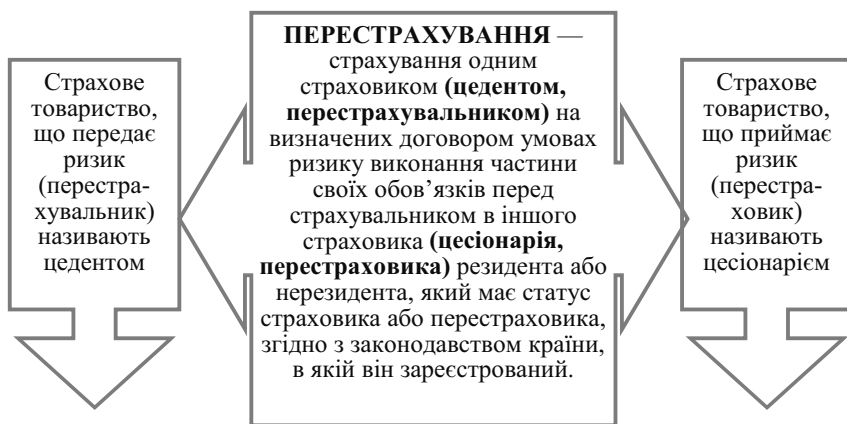 Страхове
товариство,
що передає
ризик
(перестра-
хувальник)
називають
цедентом
ПЕРЕСТРАХУВАННЯ —
страхування одним
страховиком (цедентом,
перестрахувальником) на
визначених договором умовах
ризику виконання частини
своїх обов’язків перед
страхувальником в іншого
страховика (цесіонарія,
перестраховика) резидента або
нерезидента, який має статус
страховика або перестраховика,
згідно з законодавством країни,
в якій він зареєстрований.
Страхове
товариство,
що приймає
ризик
(перестра-
ховик)
називають
цесіонарієм